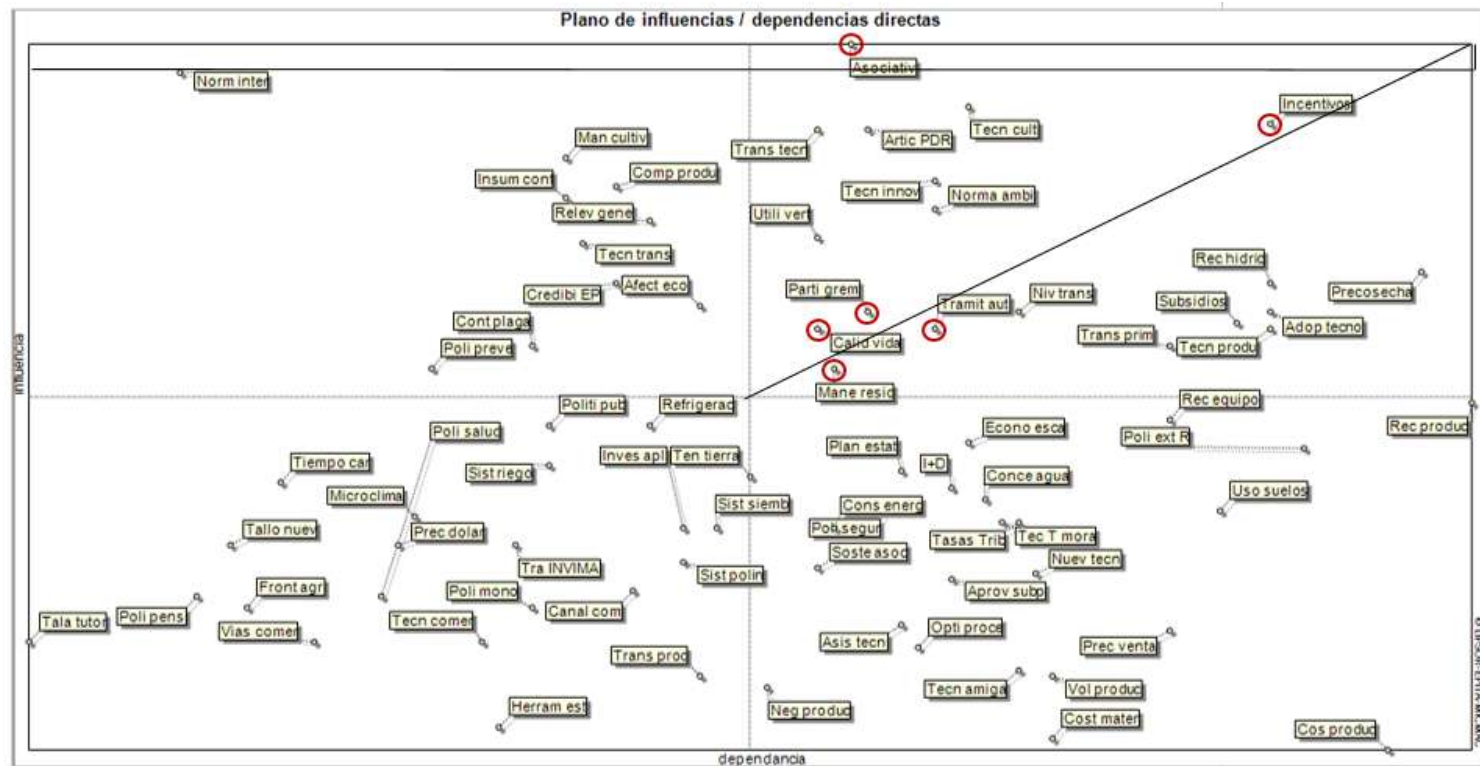 Plano de influencias / dependencias directas
Asociativ
Norm inter
Incentivos
Tecn cult
Man cultiv
Trans tecn
Artic PDR
Insum cont
Comp produ
Tecn innov
Norma ambi
Relev gene
Utili vert
Tecn trans
Rec hidric
Credibi EP
Afect eco
Parti grem
Precosecha
Tramit aut
Niv trans
Subsidios
Cont plaga
Adop tecno
Calid vida
Trans prim
Tecn produ
Poli preve
influencia
Mane resid
Politi pub
Refrigerac
Rec equipo
Rec produc
Poli salud
Econo esca
Poli ext R
Plan estat
Inves apl
Ten tierra
I+D
Tiempo car
Sist riego
Conce agua
Uso suelos
Microclima
Sist siemb
Cons energ
Tallo nuev
Prec dolar
Poli segur
Tasas Trib
Tec T mora
Soste asoc
Nuev tecn
Tra INVIMA
Sist polin
Front agri
Poli mono
Aprov subp
Poli pens
Canal com
Tala tutor
Vias comer
Tecn comer
Asis tecn
Opti proce
Prec venta
Trans prod
Tecn amiga
Vol produc
Neg produc
Herram est
Cost mater
Cos produc
dependancia